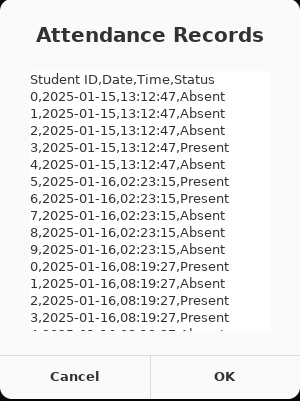 Attendance Records
Student ID,Date,Time,Status
0,2025-01-15,13:12:47,Absent
1,2025-01-15,13:12:47,Absent
2,2025-01-15,13:12:47,Absent
3,2025-01-15,13:12:47,Present
4,2025-01-15,13:12:47,Absent
5,2025-01-16,02:23:15,Present
6,2025-01-16,02:23:15,Present
7,2025-01-16,02:23:15,Absent
8,2025-01-16,02:23:15,Absent
9,2025-01-16,02:23:15,Absent
0,2025-01-16,08:19:27,Present
1,2025-01-16,08:19:27,Absent
2,2025-01-16,08:19:27,Present
3,2025-01-16,08:19:27,Present
Cancel
OK